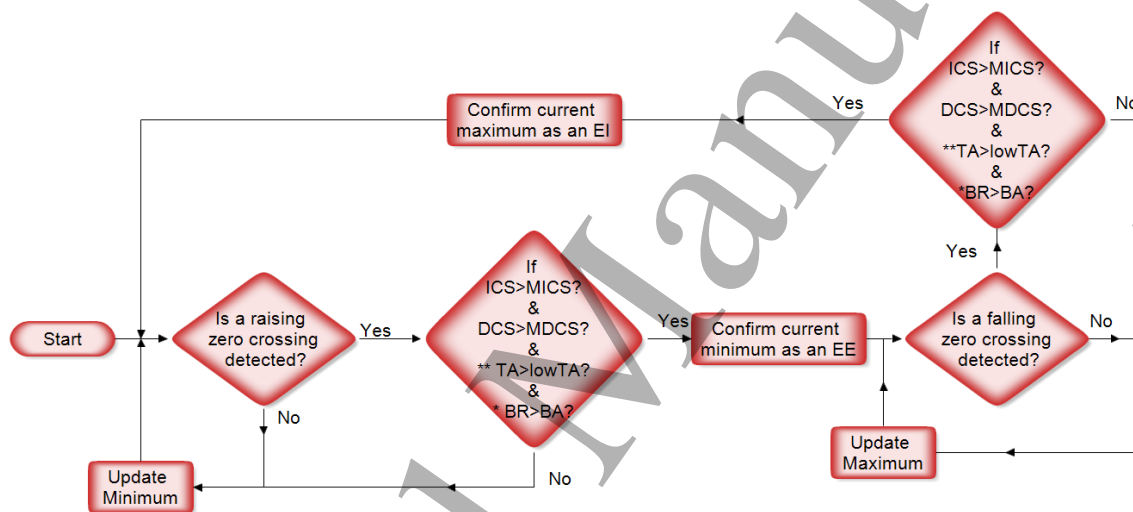 If
ICS>MICS?
&
DCS>MDCS?
&
**TA>lowTA?
&
*BR>BA?
Yes
No
Confirm current
maximum as an EI
Yes
Start
Is a raising
zero crossing
detected?
Yes
No
If
ICS>MICS?
&
DCS>MDCS?
&
** TA>lowTA?
&
* BR>BA?
Yes
No
Confirm current
minimum as an EE
Is a falling
zero crossing
detected?
No
Update
Maximum
Update
Minimum
Manu